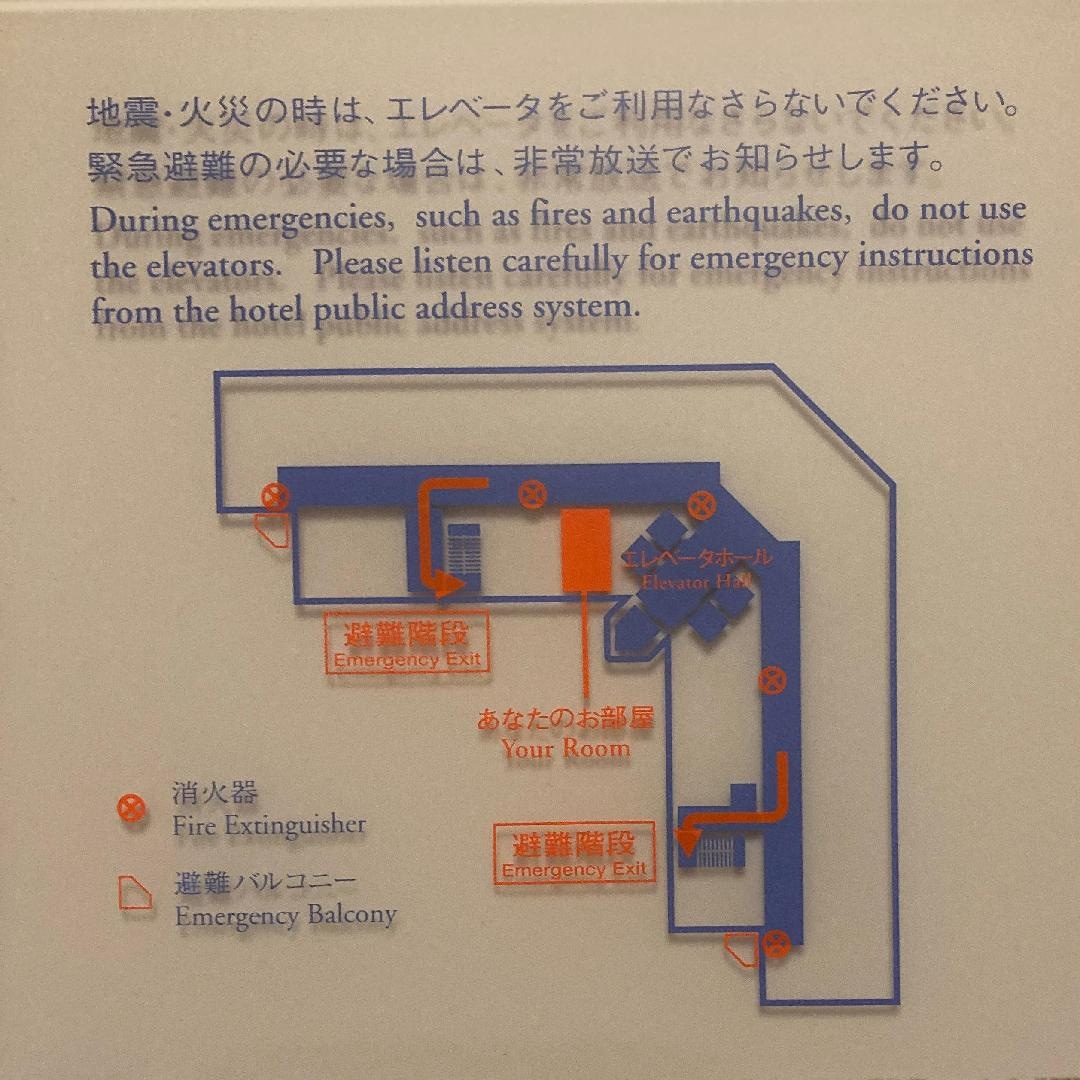 地震・火災の時は、エレベータをご利用なさらないでください。
緊急避難の必要な場合は、非常放送でお知らせします。
During emergencies, such as fires and earthquakes, do not use
the elevators. Please listen carefully for emergency instructions
from the hotel public address system.
エレベータホール
Elevator Hall
避難階段
Emergency Exit
あなたのお部屋
Your Room
消火器
Fire Extinguisher
避難階段
Emergency Exit
避難バルコニー
Emergency Balcony